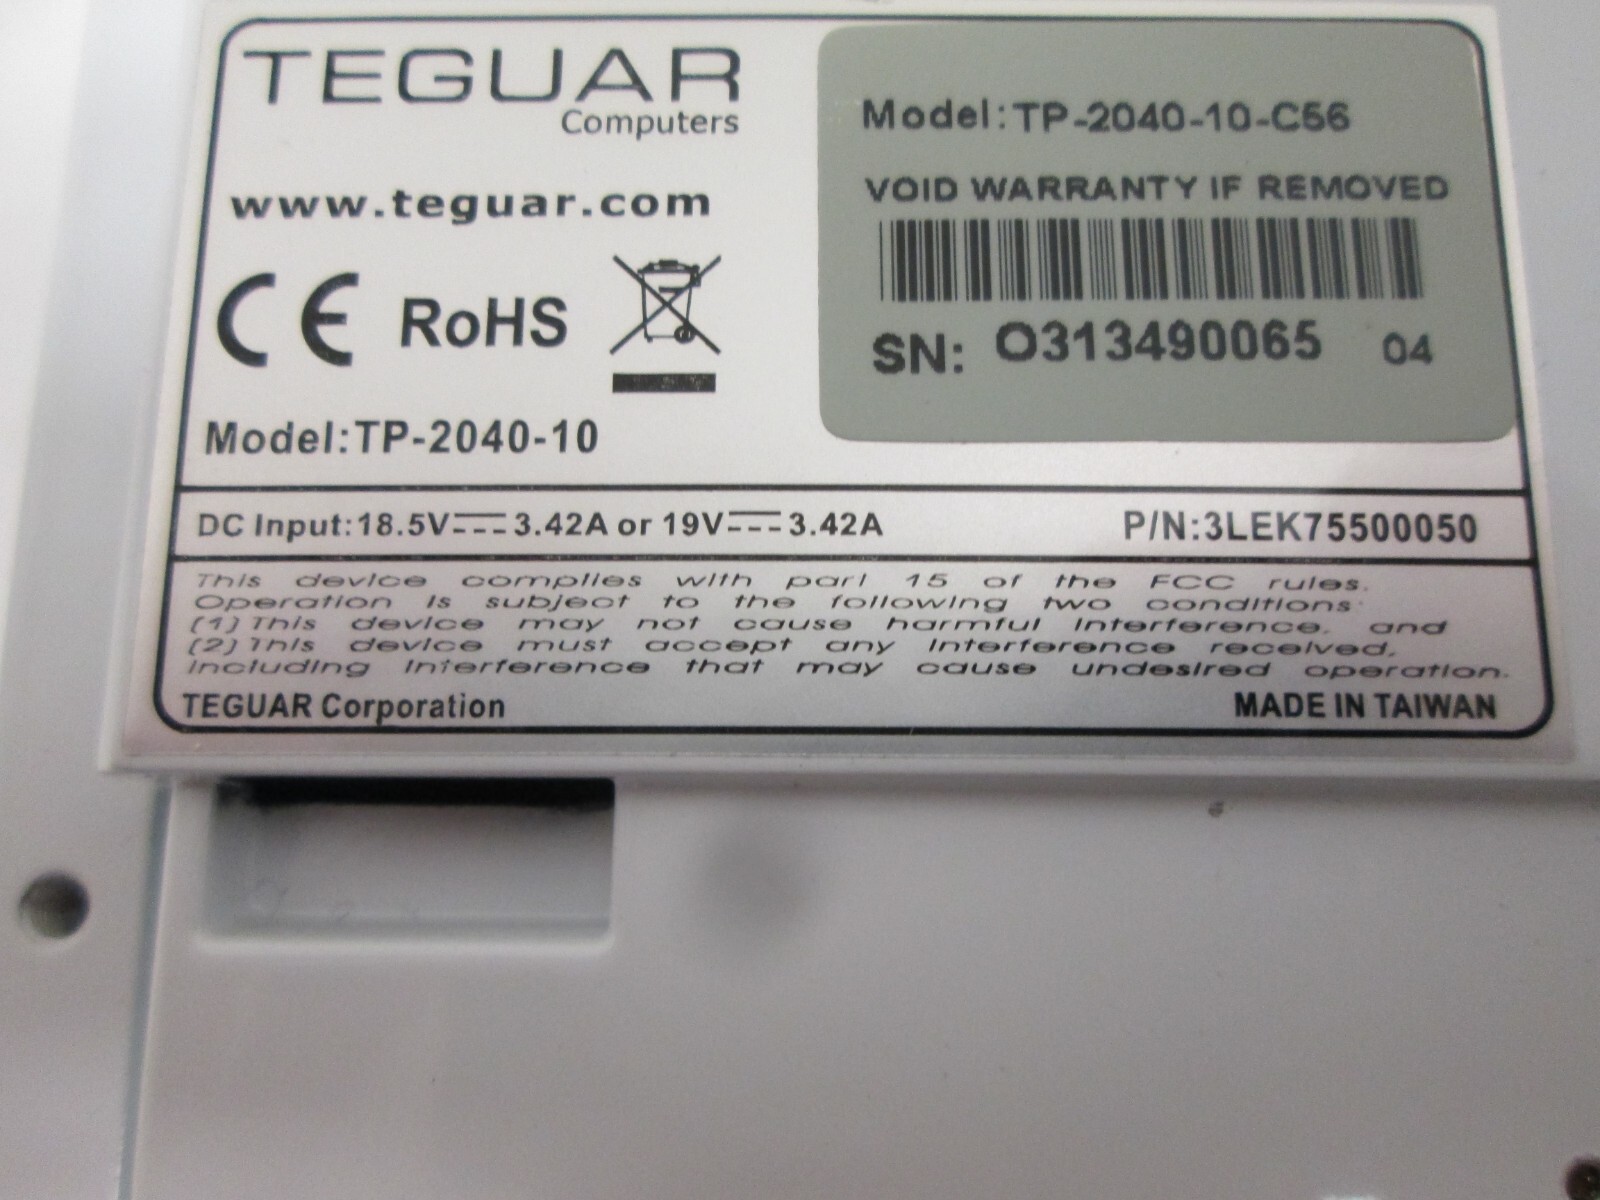 TEGUAR
Computers
www.teguar.com
CE RoHS
Model:TP-2040-10
Model:TP-2040-10-C56
VOID WARRANTY IF REMOVED
SN: O313490065 04
DC Input:18.5V⎓3.42A or 19V⎓3.42A P/N:3LEK75500050
This device complies with part 15 of the FCC rules.
Operation is subject to the following two conditions:
(1) This device may not cause harmful interference, and
(2) This device must accept any interference received,
including interference that may cause undesired operation.
TEGUAR Corporation MADE IN TAIWAN